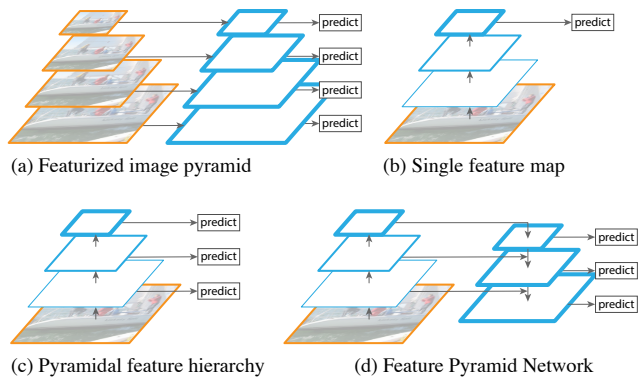 predict
predict
predict
predict
(a) Featurized image pyramid
predict
(b) Single feature map
predict
predict
predict
(c) Pyramidal feature hierarchy
predict
predict
predict
(d) Feature Pyramid Network